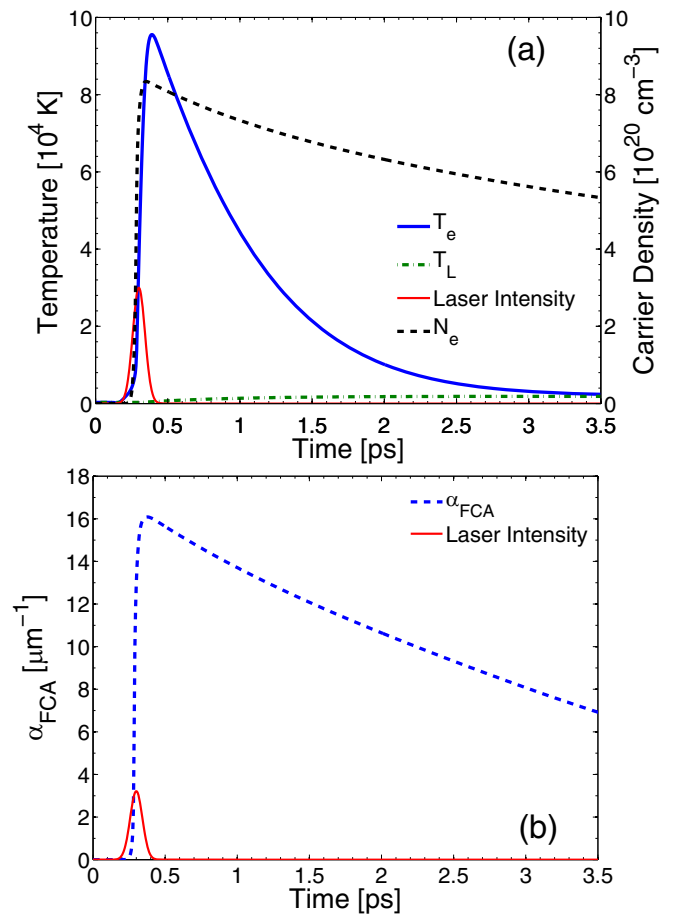 (a)
Temperature [10^4 K]
Carrier Density [10^20 cm^−3]
10
8
6
4
2
0
10
8
6
4
2
0
T_e
T_L
Laser Intensity
N_e
0 0.5 1 1.5 2 2.5 3 3.5
Time [ps]
α_FCA [μm^−1]
18
16
14
12
10
8
6
4
2
0
α_FCA
Laser Intensity
(b)
0 0.5 1 1.5 2 2.5 3 3.5
Time [ps]